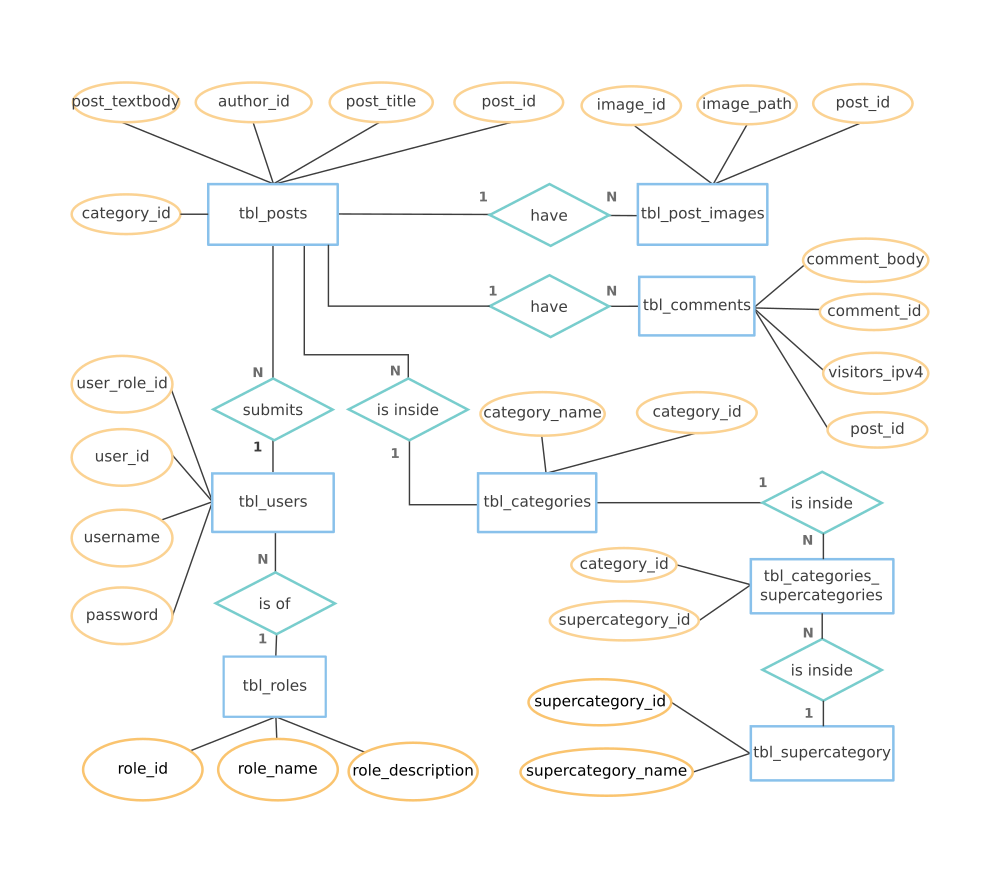 post_textbody
author_id
post_title
post_id
image_id
image_path
post_id
category_id
tbl_posts
1
have
N
tbl_post_images
comment_body
1
have
N
tbl_comments
comment_id
visitors_ipv4
post_id
user_role_id
N
submits
1
N
is inside
1
category_name
category_id
user_id
tbl_users
tbl_categories
1
is inside
N
username
category_id
tbl_categories_
supercategories
supercategory_id
password
N
is of
1
N
is inside
1
tbl_roles
supercategory_id
tbl_supercategory
supercategory_name
role_id
role_name
role_description